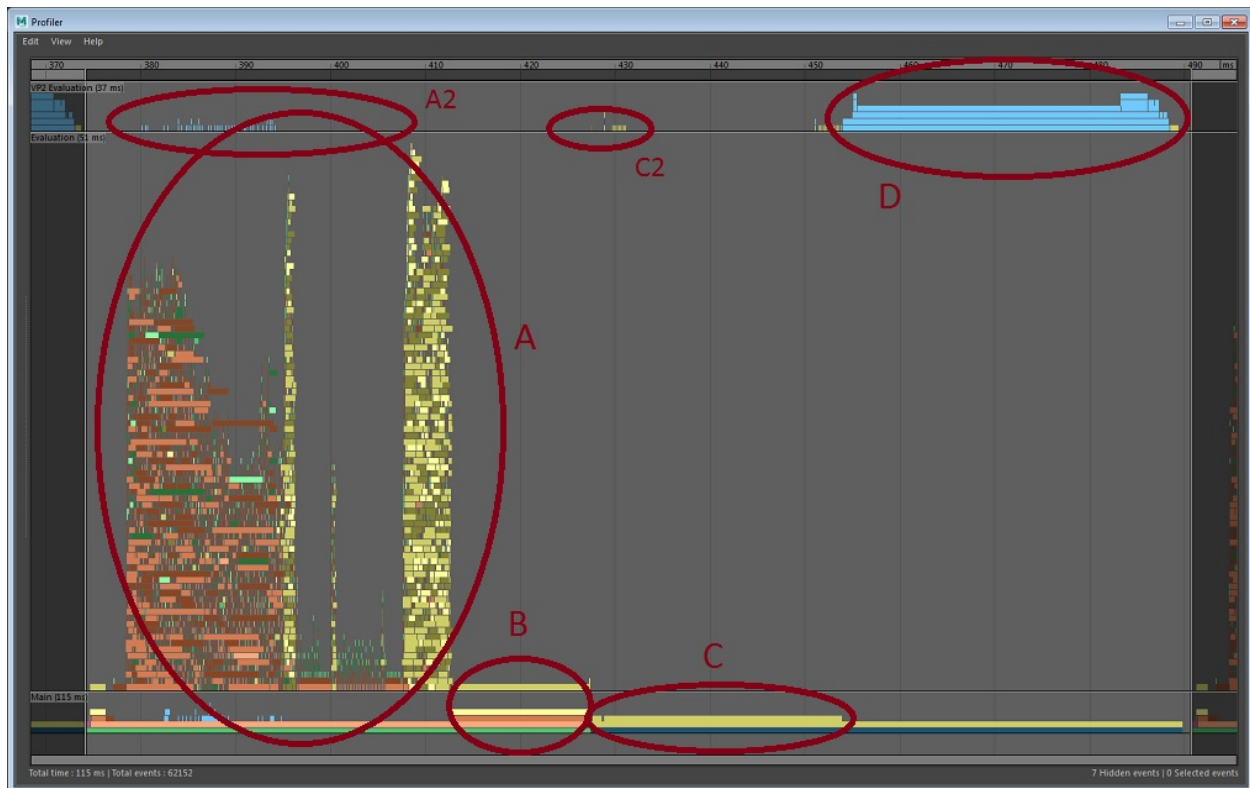 Profiler
Edit View Help
370 380 390 400 410 430 440 450 460 470 480 490 [ms]
VP2 Evaluation (37 ms)
A2
C2
D
Evaluation (51 ms)
A
B
C
Main (115 ms)
Total time : 115 ms | Total events : 62152
7 Hidden events | 0 Selected events